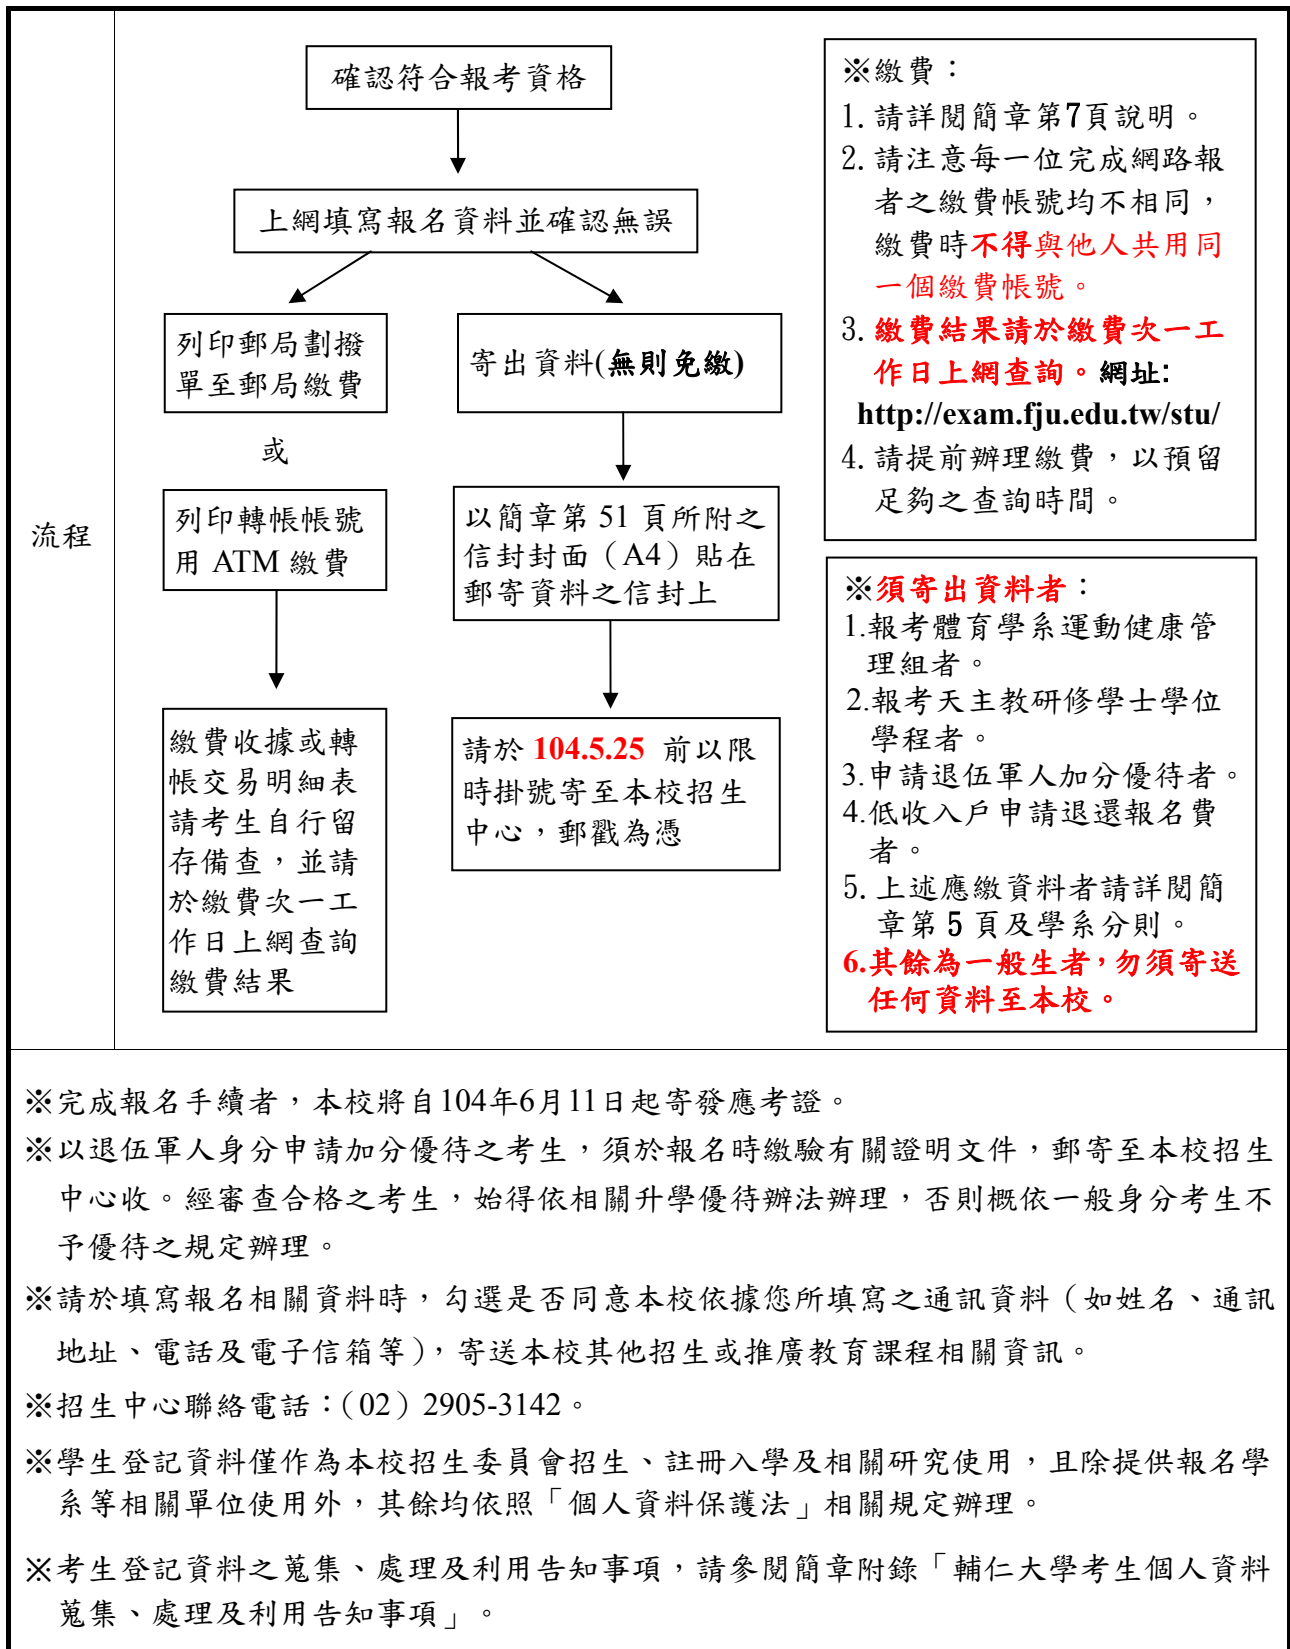 流程
確認符合報考資格
上網填寫報名資料並確認無誤
列印郵局劃撥
單至郵局繳費
或
列印轉帳帳號
用 ATM 繳費
繳費收據或轉
帳交易明細表
請考生自行留
存備查，並請
於繳費次一工
作日上網查詢
繳費結果
寄出資料(無則免繳)
以簡章第 51 頁所附之
信封封面（A4）貼在
郵寄資料之信封上
請於 104.5.25 前以限
時掛號寄至本校招生
中心，郵戳為憑
※繳費：
1. 請詳閱簡章第7頁說明。
2. 請注意每一位完成網路報
者之繳費帳號均不相同，
繳費時不得與他人共用同
一個繳費帳號。
3. 繳費結果請於繳費次一工
作日上網查詢。網址:
http://exam.fju.edu.tw/stu/
4. 請提前辦理繳費，以預留
足夠之查詢時間。
※須寄出資料者：
1.報考體育學系運動健康管
理組者。
2.報考天主教研修學士學位
學程者。
3.申請退伍軍人加分優待者。
4.低收入戶申請退還報名費
者。
5. 上述應繳資料者請詳閱簡
章第 5 頁及學系分則。
6.其餘為一般生者，勿須寄送
任何資料至本校。
※完成報名手續者，本校將自104年6月11日起寄發應考證。
※以退伍軍人身分申請加分優待之考生，須於報名時繳驗有關證明文件，郵寄至本校招生
中心收。經審查合格之考生，始得依相關升學優待辦法辦理，否則概依一般身分考生不
予優待之規定辦理。
※請於填寫報名相關資料時，勾選是否同意本校依據您所填寫之通訊資料（如姓名、通訊
地址、電話及電子信箱等），寄送本校其他招生或推廣教育課程相關資訊。
※招生中心聯絡電話：（02）2905-3142。
※學生登記資料僅作為本校招生委員會招生、註冊入學及相關研究使用，且除提供報名學
系等相關單位使用外，其餘均依照「個人資料保護法」相關規定辦理。
※考生登記資料之蒐集、處理及利用告知事項，請參閱簡章附錄「輔仁大學考生個人資料
蒐集、處理及利用告知事項」。